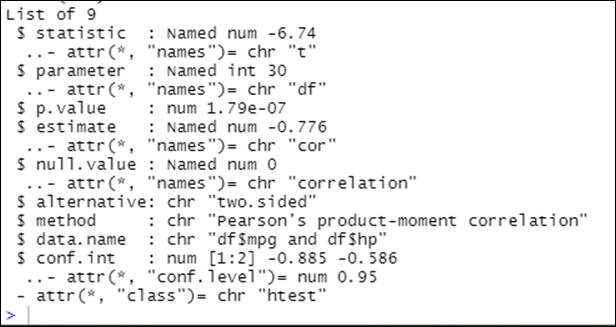 List of 9
 $ statistic  : Named num -6.74
  ..- attr(*, "names")= chr "t"
 $ parameter  : Named int 30
  ..- attr(*, "names")= chr "df"
 $ p.value    : num 1.79e-07
 $ estimate   : Named num -0.776
  ..- attr(*, "names")= chr "cor"
 $ null.value : Named num 0
  ..- attr(*, "names")= chr "correlation"
 $ alternative: chr "two.sided"
 $ method     : chr "Pearson's product-moment correlation"
 $ data.name  : chr "df$mpg and df$hp"
 $ conf.int   : num [1:2] -0.885 -0.586
  ..- attr(*, "conf.level")= num 0.95
 - attr(*, "class")= chr "htest"
>